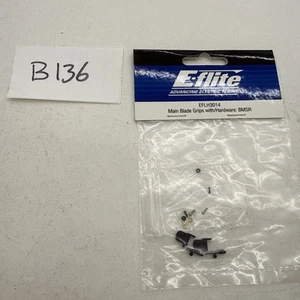 B136
E-flite
ADVANCING ELECTRIC FLIGHT
EFLH3014
Main Blade Grips with/Hardware: BMSR